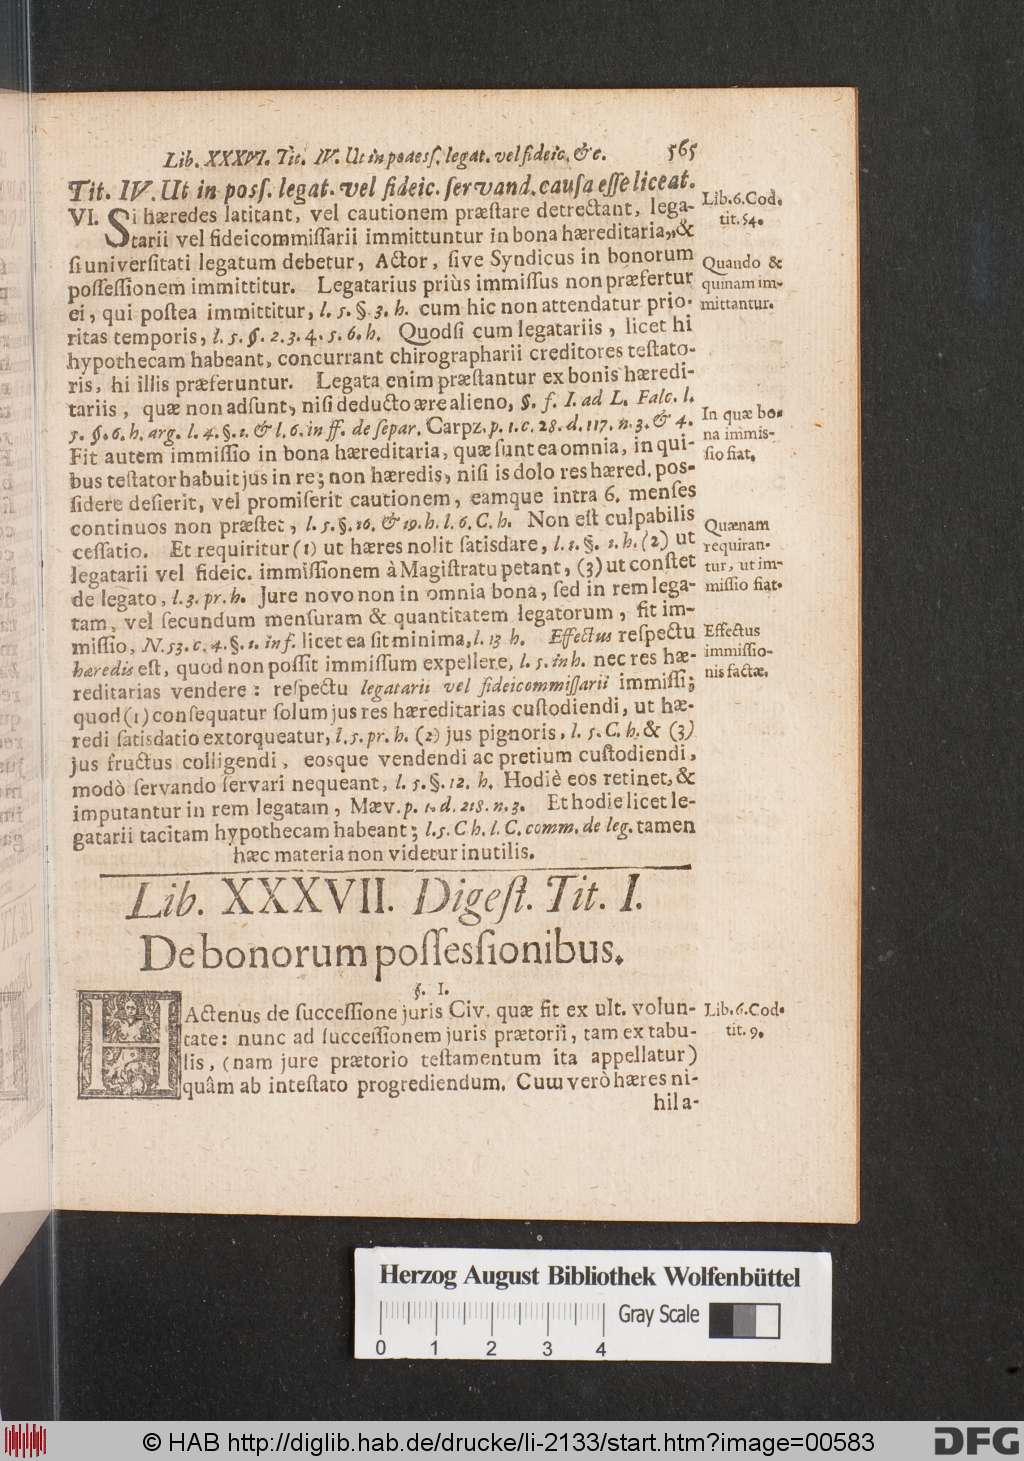 Lib. XXXVI. Tit. IV. Ut in poaess. legat. vel fideic. &c. 565
Tit. IV. Ut in poss. legat. vel fideic. servand. causa esse liceat.
VI. Si hæredes latitant, vel cautionem præstare detrectant, lega-
tarii vel fideicommissarii immittuntur in bona hæreditaria,, &
si universitati legatum debetur, Actor, sive Syndicus in bonorum
possessionem immittitur. Legatarius priùs immissus non præfertur
ei, qui postea immittitur, l. 5. §. 3. h. cum hic non attendatur prio-
ritas temporis, l. 5. §. 2. 3. 4. 5. 6. h. Quodsi cum legatariis, licet hi
hypothecam habeant, concurrant chirographarii creditores testato-
ris, hi illis præferuntur. Legata enim præstantur ex bonis hæredi-
tariis, quæ non adsunt, nisi deducto ære alieno, §. f. I. ad L. Falc. l.
5. §. 6. h. arg. l. 4. §. 1. & l. 6. in ff. de separ. Carpz. p. 1. c. 28. d. 117. n. 3. & 4.
Fit autem immissio in bona hæreditaria, quæ sunt ea omnia, in qui-
bus testator habuit jus in re; non hæredis, nisi is dolo res hæred. pos-
sidere desierit, vel promiserit cautionem, eamque intra 6. menses
continuos non præstet, l. 5. §. 16. & 19. h. l. 6. C. h. Non est culpabilis
cessatio. Et requiritur (1) ut hæres nolit satisdare, l. 1. §. 1. h. (2) ut
legatarii vel fideic. immissionem à Magistratu petant, (3) ut constet
de legato, l. 3. pr. h. Jure novo non in omnia bona, sed in rem lega-
tam, vel secundum mensuram & quantitatem legatorum, fit im-
missio, N. 53. c. 4. §. 1. in f. licet ea sit minima, l. 13 h. Effectus respectu
hæredis est, quod non possit immissum expellere, l. 5. in h. nec res hæ-
reditarias vendere: respectu legatarii vel fideicommissarii immissi;
quod (1) consequatur solum jus res hæreditarias custodiendi, ut hæ-
redi satisdatio extorqueatur, l. 5. pr. h. (2) jus pignoris, l. 5. C. h. & (3)
jus fructus colligendi, eosque vendendi ac pretium custodiendi,
modò servando servari nequeant, l. 5. §. 12. h. Hodiè eos retinet, &
imputantur in rem legatam, Mæv. p. 1. d. 218. n. 3. Et hodie licet le-
gatarii tacitam hypothecam habeant; l. 5. C h. l. C. comm. de leg. tamen
hæc materia non videtur inutilis.
Lib. 6. Cod.
tit. 54.
Quando &
quinam im-
mittantur.
In quæ bo-
na immis-
sio fiat.
Quænam
requiran-
tur, ut im-
missio fiat.
Effectus
immissio-
nis factæ.
Lib. XXXVII. Digest. Tit. I.
De bonorum possessionibus.
§. I.
HActenus de successione juris Civ. quæ fit ex ult. volun-
tate: nunc ad successionem juris prætorii, tam ex tabu-
lis, (nam jure prætorio testamentum ita appellatur)
quâm ab intestato progrediendum. Cum verò hæres ni-
hil a-
Lib. 6. Cod.
tit. 9.
Herzog August Bibliothek Wolfenbüttel
Gray Scale
0 1 2 3 4
© HAB http://diglib.hab.de/drucke/li-2133/start.htm?image=00583
DFG